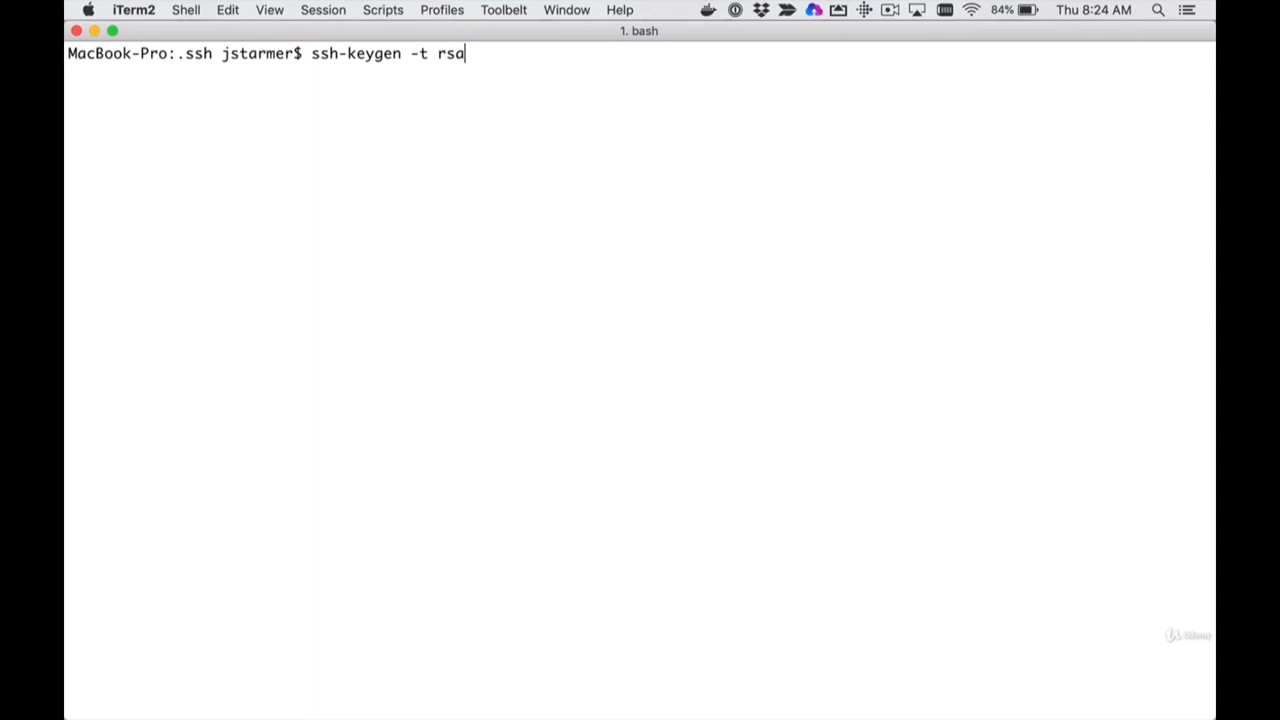 iTerm2 Shell Edit View Session Scripts Profiles Toolbelt Window Help 84% Thu 8:24 AM
1. bash
MacBook-Pro:.ssh jstarmer$ ssh-keygen -t rsa
Udemy